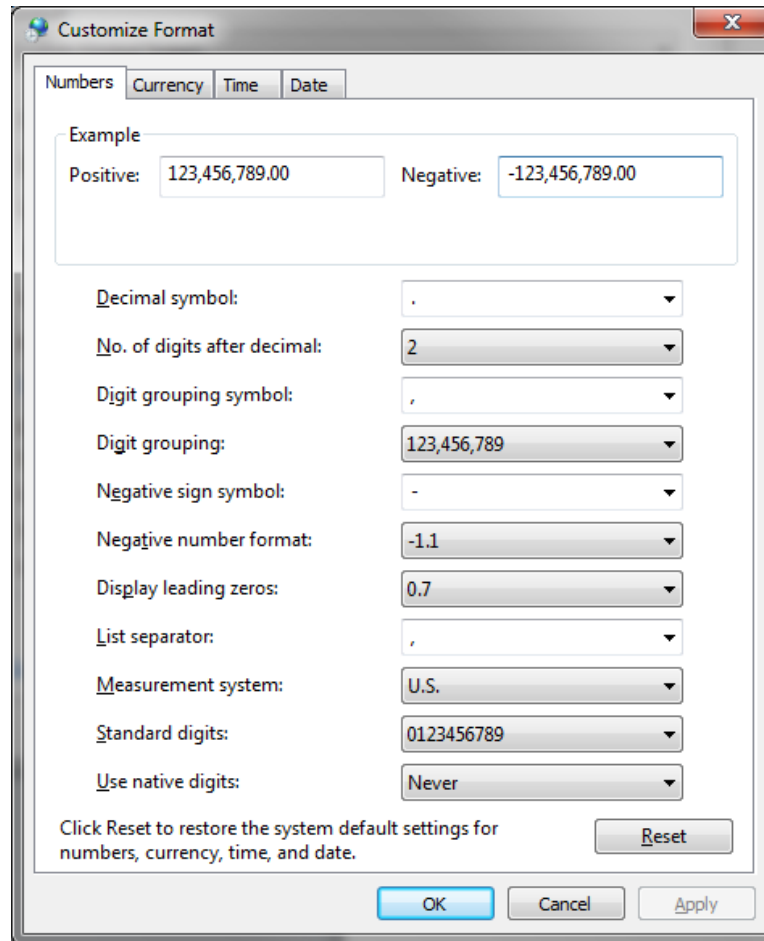 Customize Format
Numbers Currency Time Date
Example
Positive: 123,456,789.00 Negative: -123,456,789.00
Decimal symbol: .
No. of digits after decimal: 2
Digit grouping symbol: ,
Digit grouping: 123,456,789
Negative sign symbol: -
Negative number format: -1.1
Display leading zeros: 0.7
List separator: ,
Measurement system: U.S.
Standard digits: 0123456789
Use native digits: Never
Click Reset to restore the system default settings for
numbers, currency, time, and date.
Reset
OK Cancel Apply